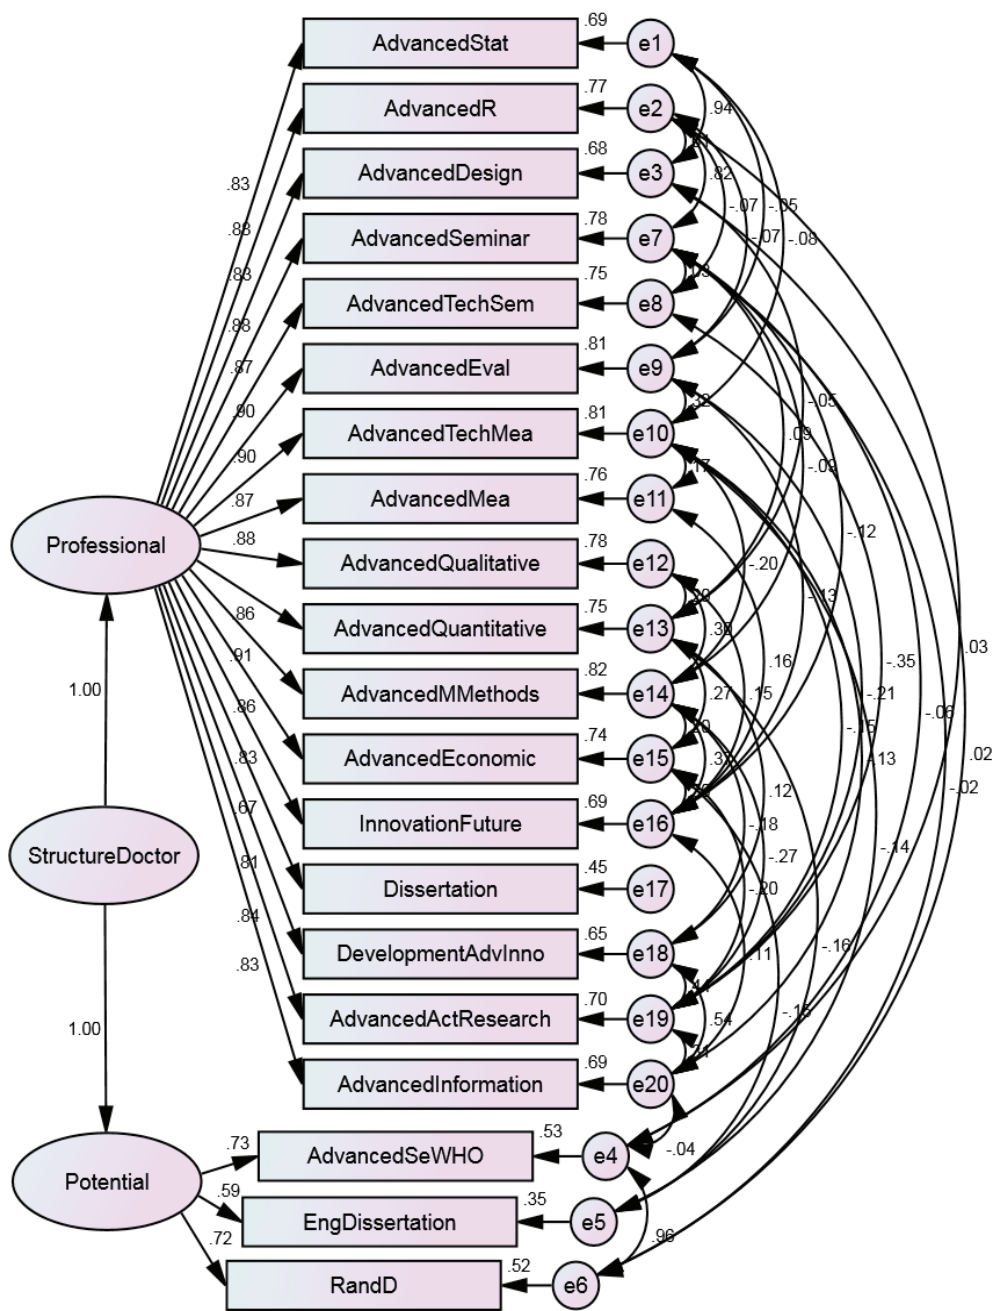 .69
AdvancedStat
e1
.77
AdvancedR
e2
.94
.68
AdvancedDesign
e3
.83
.82
-.07
-.05
.78
AdvancedSeminar
e7
.88
-.07
-.08
.75
AdvancedTechSem
e8
.83
.81
AdvancedEval
e9
.88
.87
.32
-.05
.81
AdvancedTechMea
e10
.90
.09
.90
.17
-.09
.76
AdvancedMea
e11
.87
Professional
.88
-.12
.78
AdvancedQualitative
e12
-.20
-.13
.75
AdvancedQuantitative
e13
.86
.03
.91
.16
-.35
.82
AdvancedMMethods
e14
1.00
.27
.15
-.21
-.06
.86
-.15
.74
AdvancedEconomic
e15
.83
.13
.02
.12
-.02
.69
InnovationFuture
e16
.67
-.18
StructureDoctor
.81
-.27
-.14
.45
Dissertation
e17
-.20
.84
.65
DevelopmentAdvInno
e18
.83
.11
-.16
.70
AdvancedActResearch
e19
.54
-.15
1.00
.69
AdvancedInformation
e20
.73
AdvancedSeWHO
.53
e4
-.04
Potential
.59
EngDissertation
.35
e5
.72
.96
RandD
.52
e6